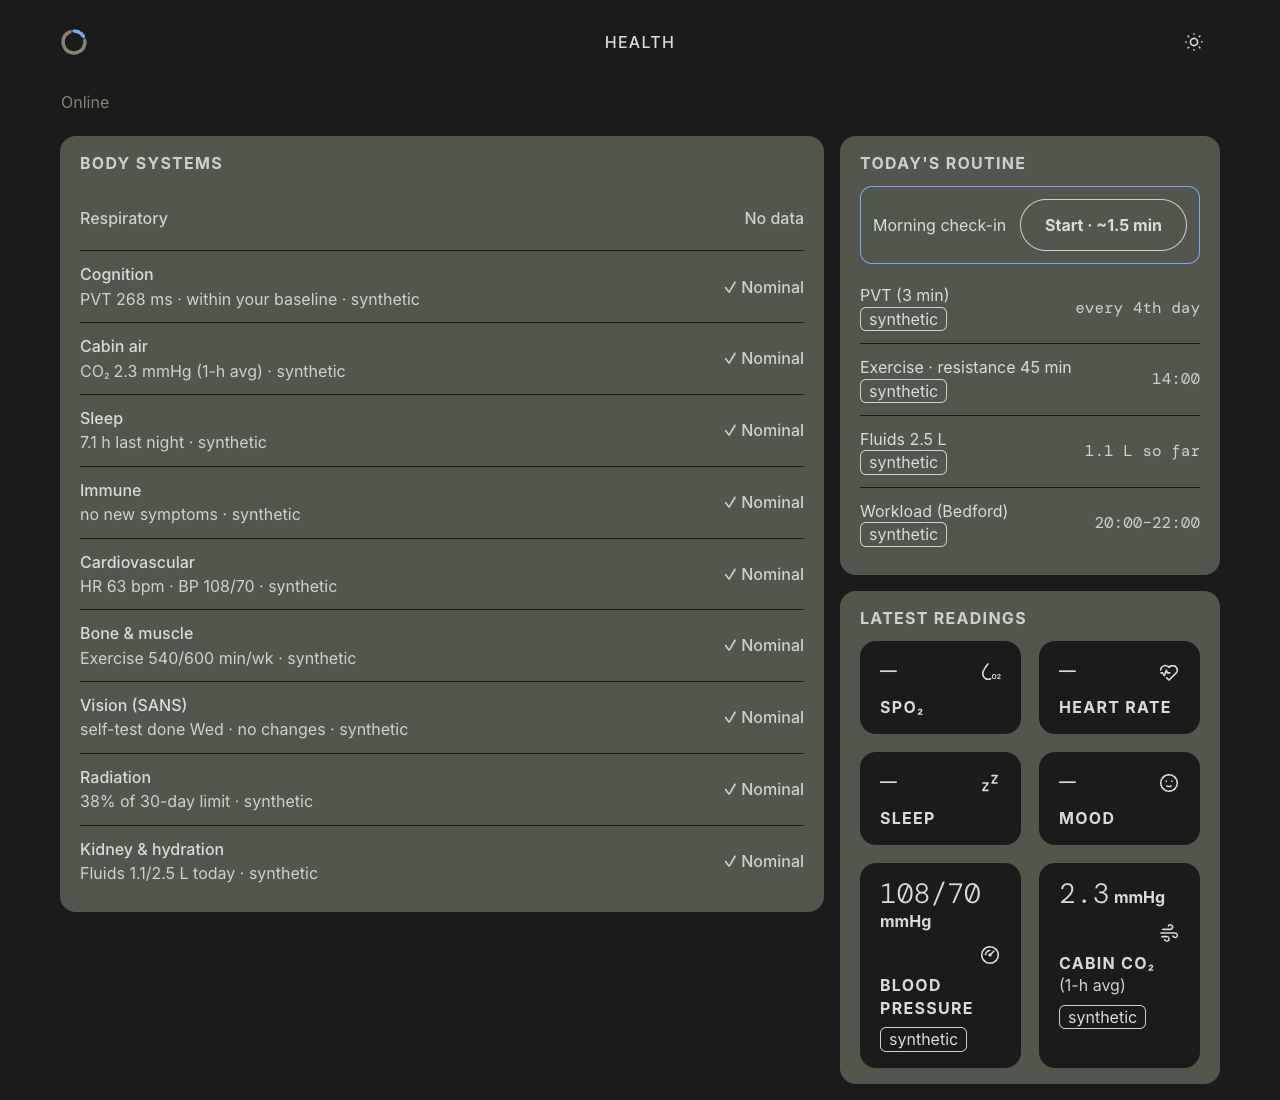 HEALTH
Online
BODY SYSTEMS
Respiratory
No data
Cognition
PVT 268 ms · within your baseline · synthetic
✓ Nominal
Cabin air
CO₂ 2.3 mmHg (1-h avg) · synthetic
✓ Nominal
Sleep
7.1 h last night · synthetic
✓ Nominal
Immune
no new symptoms · synthetic
✓ Nominal
Cardiovascular
HR 63 bpm · BP 108/70 · synthetic
✓ Nominal
Bone & muscle
Exercise 540/600 min/wk · synthetic
✓ Nominal
Vision (SANS)
self-test done Wed · no changes · synthetic
✓ Nominal
Radiation
38% of 30-day limit · synthetic
✓ Nominal
Kidney & hydration
Fluids 1.1/2.5 L today · synthetic
✓ Nominal
TODAY'S ROUTINE
Morning check-in
Start · ~1.5 min
PVT (3 min)
synthetic
every 4th day
Exercise · resistance 45 min
synthetic
14:00
Fluids 2.5 L
synthetic
1.1 L so far
Workload (Bedford)
synthetic
20:00–22:00
LATEST READINGS
—
O2
SPO₂
—
HEART RATE
—
zZ
SLEEP
—
MOOD
108/70
mmHg
BLOOD
PRESSURE
synthetic
2.3 mmHg
CABIN CO₂
(1-h avg)
synthetic